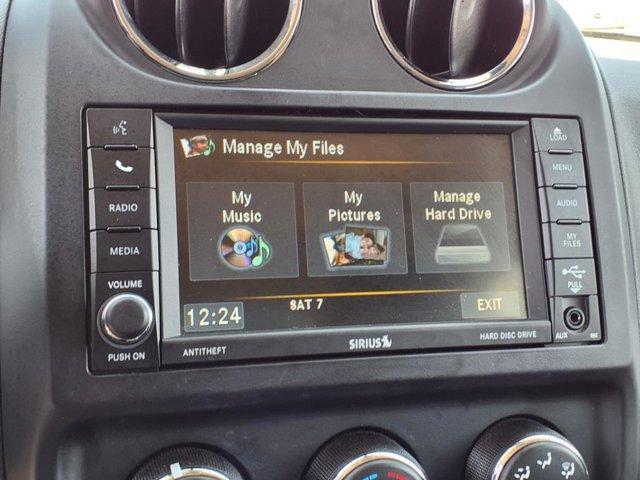 RADIO
MEDIA
VOLUME
PUSH ON
Manage My Files
My
Music
My
Pictures
Manage
Hard Drive
12:24
SAT 7
EXIT
ANTITHEFT
SIRIUS
HARD DISC DRIVE
LOAD
MENU
AUDIO
MY
FILES
PULL
AUX